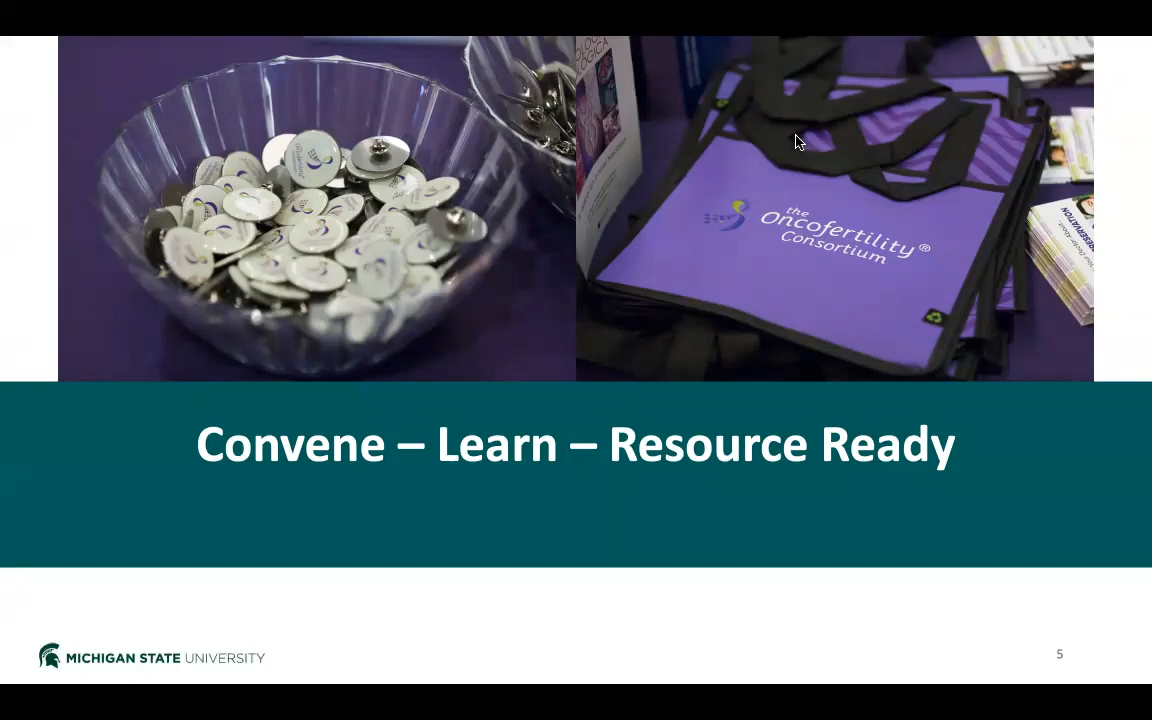 the
Oncofertility®
Consortium
Convene – Learn – Resource Ready
MICHIGAN STATE UNIVERSITY
5